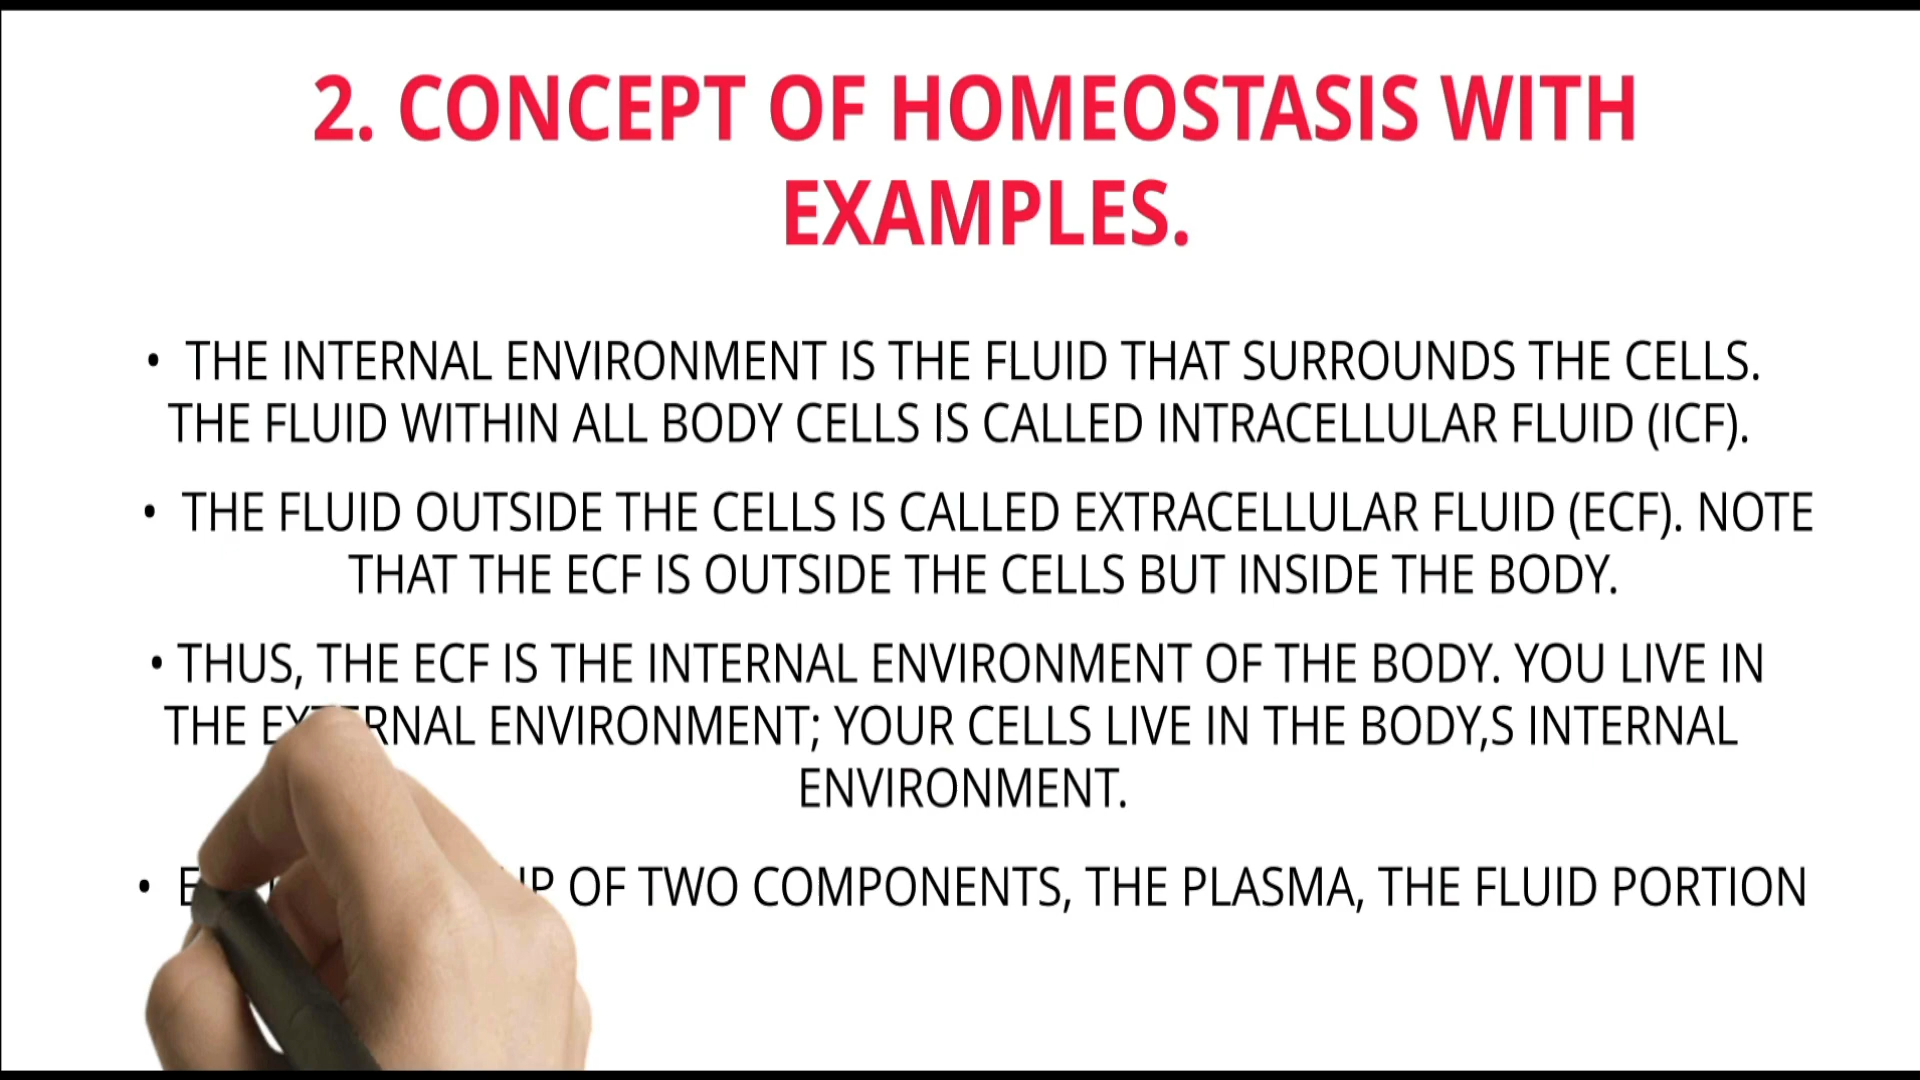 2. CONCEPT OF HOMEOSTASIS WITH
EXAMPLES.
• THE INTERNAL ENVIRONMENT IS THE FLUID THAT SURROUNDS THE CELLS.
THE FLUID WITHIN ALL BODY CELLS IS CALLED INTRACELLULAR FLUID (ICF).
• THE FLUID OUTSIDE THE CELLS IS CALLED EXTRACELLULAR FLUID (ECF). NOTE
THAT THE ECF IS OUTSIDE THE CELLS BUT INSIDE THE BODY.
• THUS, THE ECF IS THE INTERNAL ENVIRONMENT OF THE BODY. YOU LIVE IN
THE ENVIRONMENT; YOUR CELLS LIVE IN THE BODY,S INTERNAL
ENVIRONMENT.
• OF TWO COMPONENTS, THE PLASMA, THE FLUID PORTION